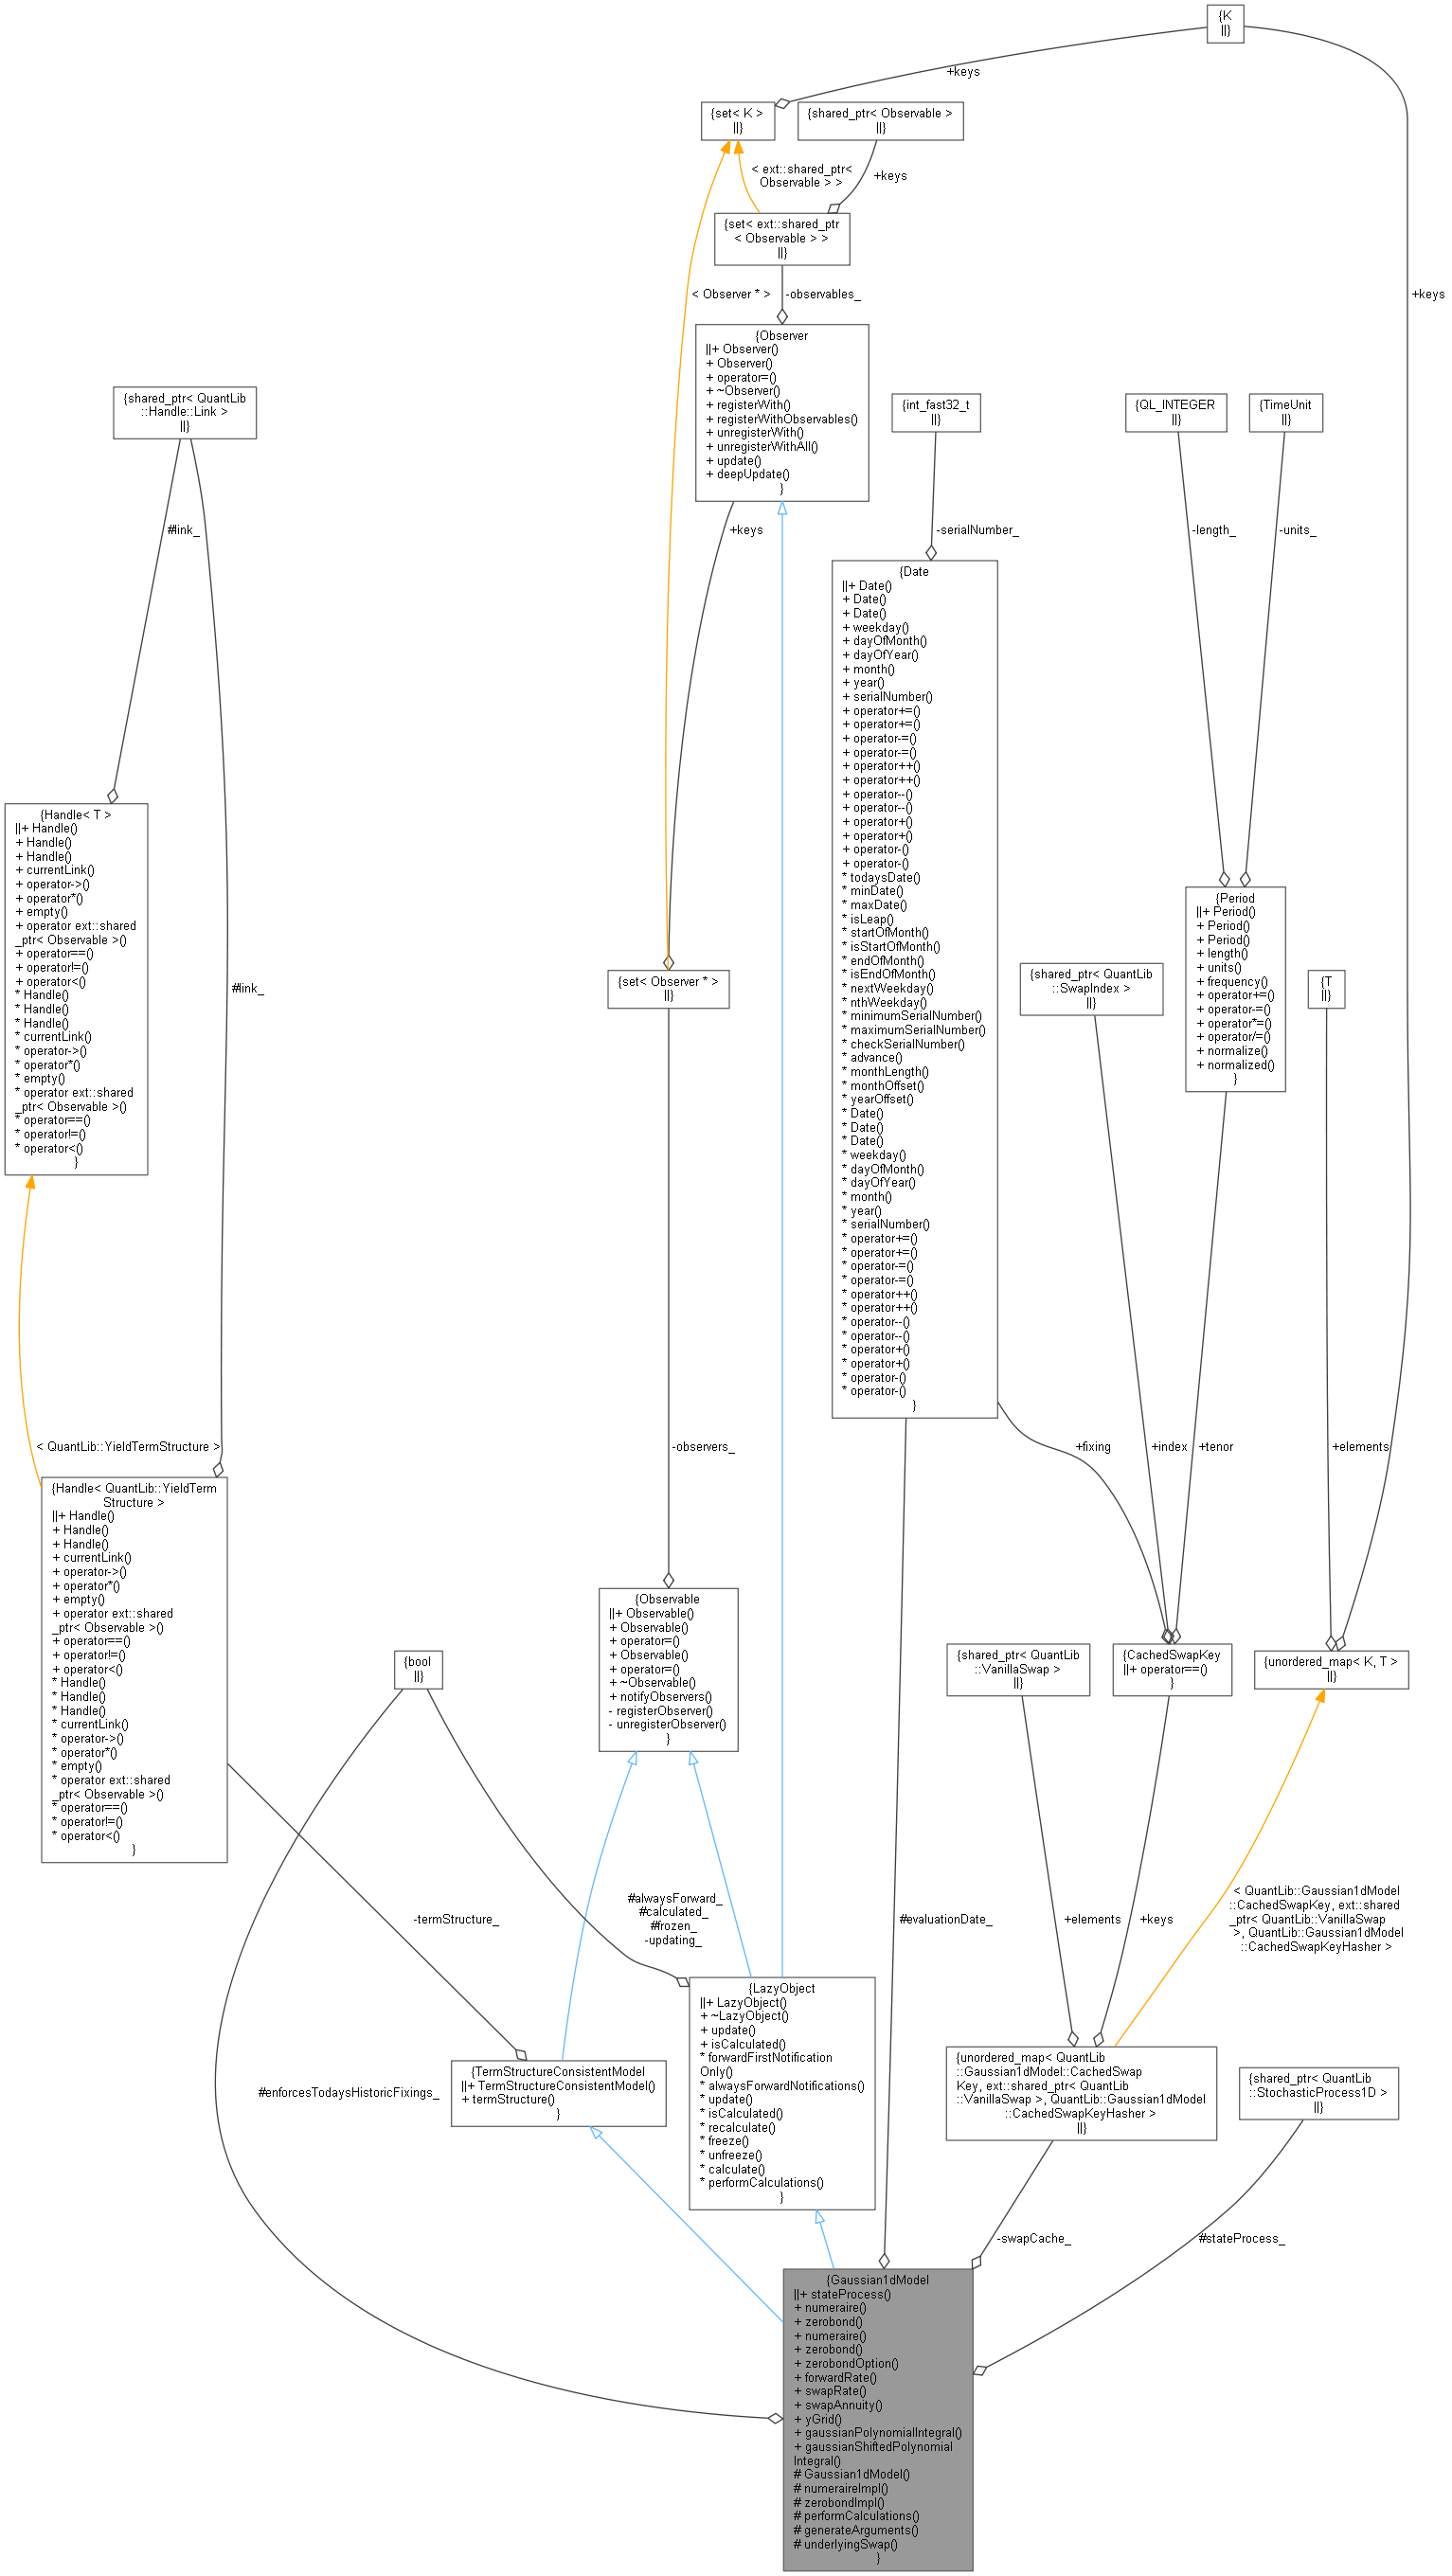 {K
||}
+keys
{set< K >
||}
{shared_ptr< Observable >
||}
< ext::shared_ptr<
Observable > >
+keys
{set< ext::shared_ptr
< Observable > >
||}
< Observer * >
-observables_
+keys
{Observer
||+ Observer()
+ Observer()
+ operator=()
+ ~Observer()
+ registerWith()
+ registerWithObservables()
+ unregisterWith()
+ unregisterWithAll()
+ update()
+ deepUpdate()
}
{shared_ptr< QuantLib
::Handle::Link >
||}
{int_fast32_t
||}
{QL_INTEGER
||}
{TimeUnit
||}
#link_
+keys
-serialNumber_
-length_
-units_
{Date
||+ Date()
+ Date()
+ Date()
+ weekday()
+ dayOfMonth()
+ dayOfYear()
+ month()
+ year()
+ serialNumber()
+ operator+=()
+ operator+=()
+ operator-=()
+ operator-=()
+ operator++()
+ operator++()
+ operator--()
+ operator--()
+ operator+()
+ operator+()
+ operator-()
+ operator-()
* todaysDate()
* minDate()
* maxDate()
* isLeap()
* startOfMonth()
* isStartOfMonth()
* endOfMonth()
* isEndOfMonth()
* nextWeekday()
* nthWeekday()
* minimumSerialNumber()
* maximumSerialNumber()
* checkSerialNumber()
* advance()
* monthLength()
* monthOffset()
* yearOffset()
* Date()
* Date()
* Date()
* weekday()
* dayOfMonth()
* dayOfYear()
* month()
* year()
* serialNumber()
* operator+=()
* operator+=()
* operator-=()
* operator-=()
* operator++()
* operator++()
* operator--()
* operator--()
* operator+()
* operator+()
* operator-()
* operator-()
}
{Handle< T >
||+ Handle()
+ Handle()
+ Handle()
+ currentLink()
+ operator->()
+ operator*()
+ empty()
+ operator ext::shared
_ptr< Observable >()
+ operator==()
+ operator!=()
+ operator<()
* Handle()
* Handle()
* Handle()
* currentLink()
* operator->()
* operator*()
* empty()
* operator ext::shared
_ptr< Observable >()
* operator==()
* operator!=()
* operator<()
}
#link_
{set< Observer * >
||}
{shared_ptr< QuantLib
::SwapIndex >
||}
{Period
||+ Period()
+ Period()
+ Period()
+ length()
+ units()
+ frequency()
+ operator+=()
+ operator-=()
+ operator*=()
+ operator/=()
+ normalize()
+ normalized()
}
{T
||}
< QuantLib::YieldTermStructure >
-observers_
+fixing
+index
+tenor
+elements
{Handle< QuantLib::YieldTerm
Structure >
||+ Handle()
+ Handle()
+ Handle()
+ currentLink()
+ operator->()
+ operator*()
+ empty()
+ operator ext::shared
_ptr< Observable >()
+ operator==()
+ operator!=()
+ operator<()
* Handle()
* Handle()
* Handle()
* currentLink()
* operator->()
* operator*()
* empty()
* operator ext::shared
_ptr< Observable >()
* operator==()
* operator!=()
* operator<()
}
{bool
||}
{Observable
||+ Observable()
+ Observable()
+ operator=()
+ Observable()
+ operator=()
+ ~Observable()
+ notifyObservers()
- registerObserver()
- unregisterObserver()
}
{shared_ptr< QuantLib
::VanillaSwap >
||}
{CachedSwapKey
||+ operator==()
}
{unordered_map< K, T >
||}
-termStructure_
#alwaysForward_
#calculated_
#frozen_
-updating_
#evaluationDate_
+elements
+keys
< QuantLib::Gaussian1dModel
::CachedSwapKey, ext::shared
_ptr< QuantLib::VanillaSwap
>, QuantLib::Gaussian1dModel
::CachedSwapKeyHasher >
#enforcesTodaysHistoricFixings_
{TermStructureConsistentModel
||+ TermStructureConsistentModel()
+ termStructure()
}
{LazyObject
||+ LazyObject()
+ ~LazyObject()
+ update()
+ isCalculated()
* forwardFirstNotification
Only()
* alwaysForwardNotifications()
* update()
* isCalculated()
* recalculate()
* freeze()
* unfreeze()
* calculate()
* performCalculations()
}
{unordered_map< QuantLib
::Gaussian1dModel::CachedSwap
Key, ext::shared_ptr< QuantLib
::VanillaSwap >, QuantLib::Gaussian1dModel
::CachedSwapKeyHasher >
||}
{shared_ptr< QuantLib
::StochasticProcess1D >
||}
-swapCache_
#stateProcess_
{Gaussian1dModel
||+ stateProcess()
+ numeraire()
+ zerobond()
+ numeraire()
+ zerobond()
+ zerobondOption()
+ forwardRate()
+ swapRate()
+ swapAnnuity()
+ yGrid()
+ gaussianPolynomialIntegral()
+ gaussianShiftedPolynomial
Integral()
# Gaussian1dModel()
# numeraireImpl()
# zerobondImpl()
# performCalculations()
# generateArguments()
# underlyingSwap()
}